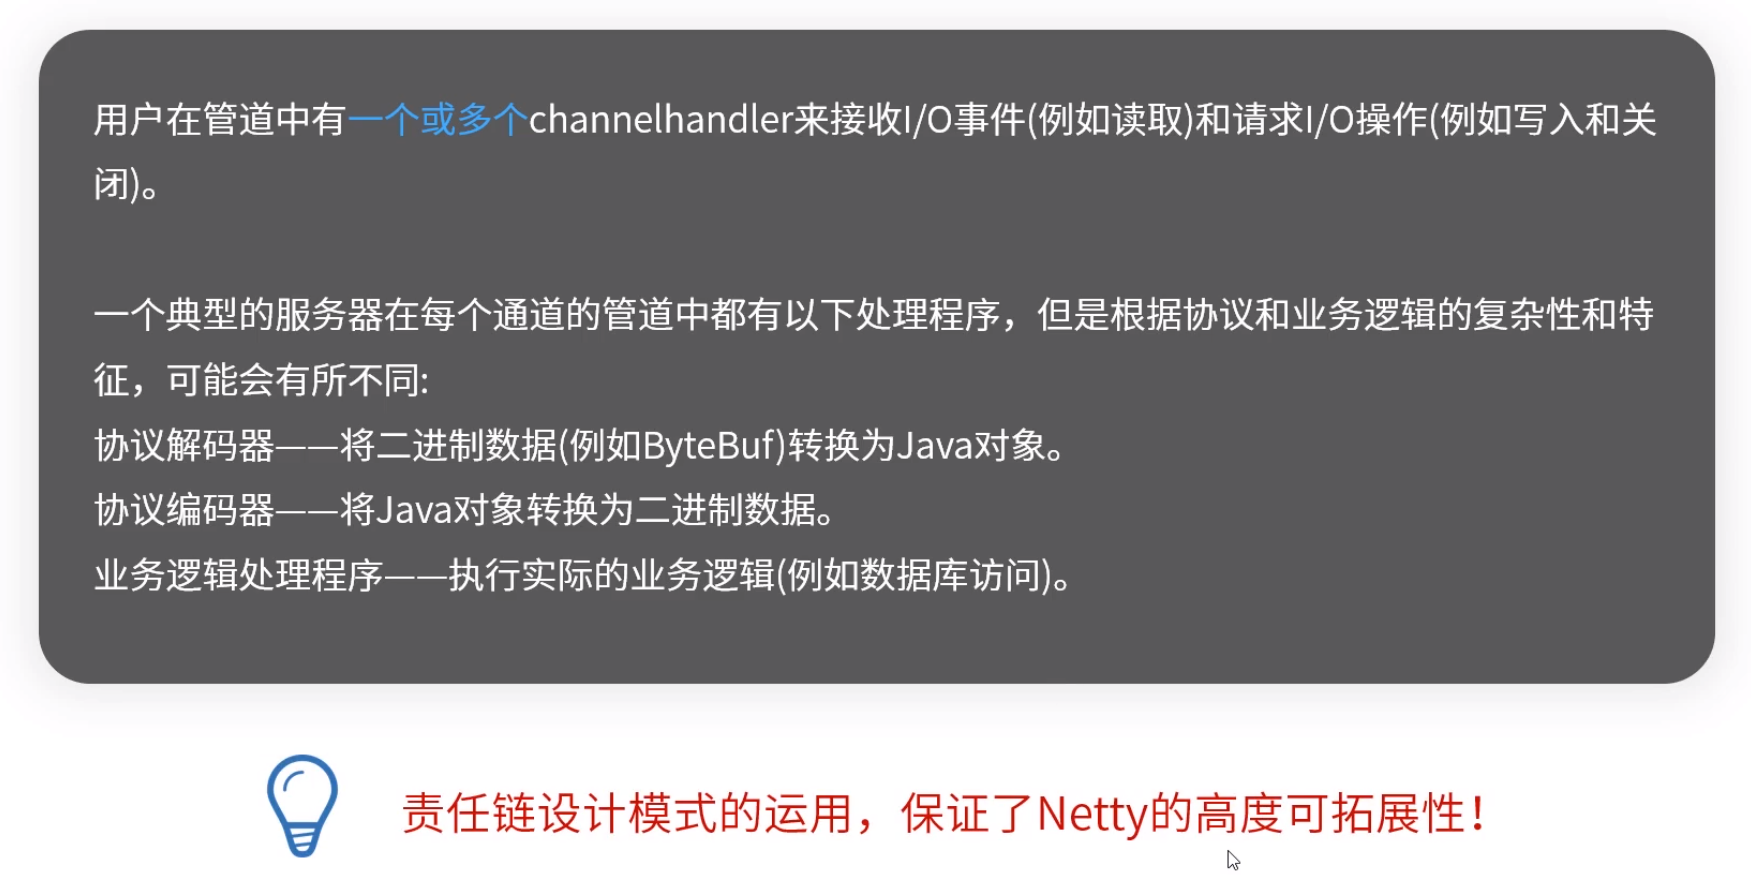 用户在管道中有一个或多个channelhandler来接收I/O事件(例如读取)和请求I/O操作(例如写入和关
闭)。
一个典型的服务器在每个通道的管道中都有以下处理程序，但是根据协议和业务逻辑的复杂性和特
征，可能会有所不同:
协议解码器——将二进制数据(例如ByteBuf)转换为Java对象。
协议编码器——将Java对象转换为二进制数据。
业务逻辑处理程序——执行实际的业务逻辑(例如数据库访问)。
责任链设计模式的运用，保证了Netty的高度可拓展性！